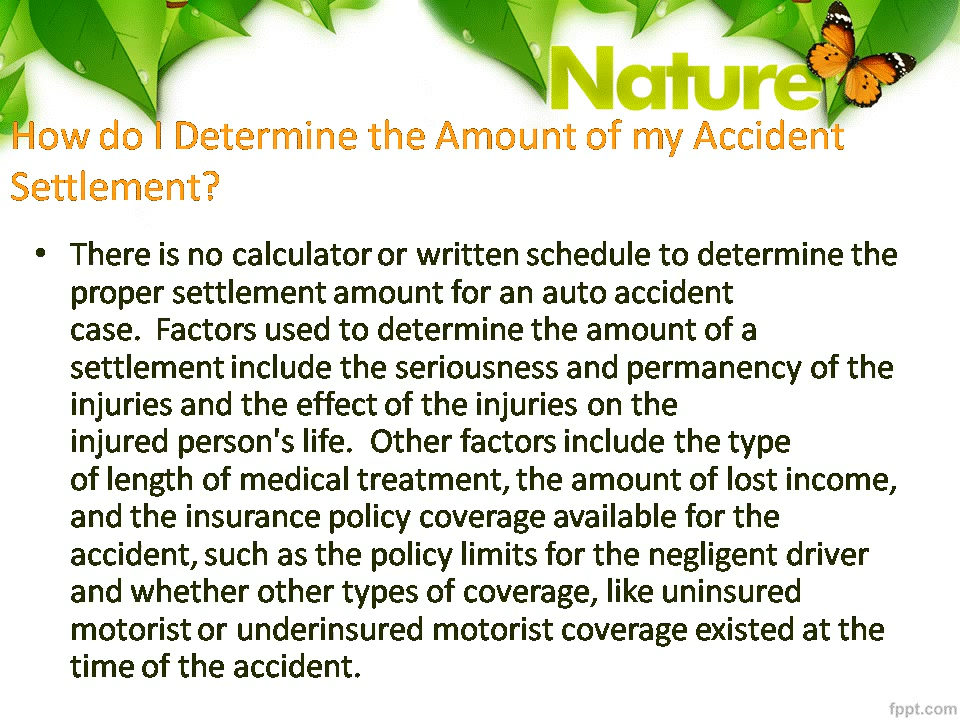 Nature
How do I Determine the Amount of my Accident
Settlement?
• There is no calculator or written schedule to determine the
proper settlement amount for an auto accident
case.  Factors used to determine the amount of a
settlement include the seriousness and permanency of the
injuries and the effect of the injuries on the
injured person's life.  Other factors include the type
of length of medical treatment, the amount of lost income,
and the insurance policy coverage available for the
accident, such as the policy limits for the negligent driver
and whether other types of coverage, like uninsured
motorist or underinsured motorist coverage existed at the
time of the accident.
fppt.com